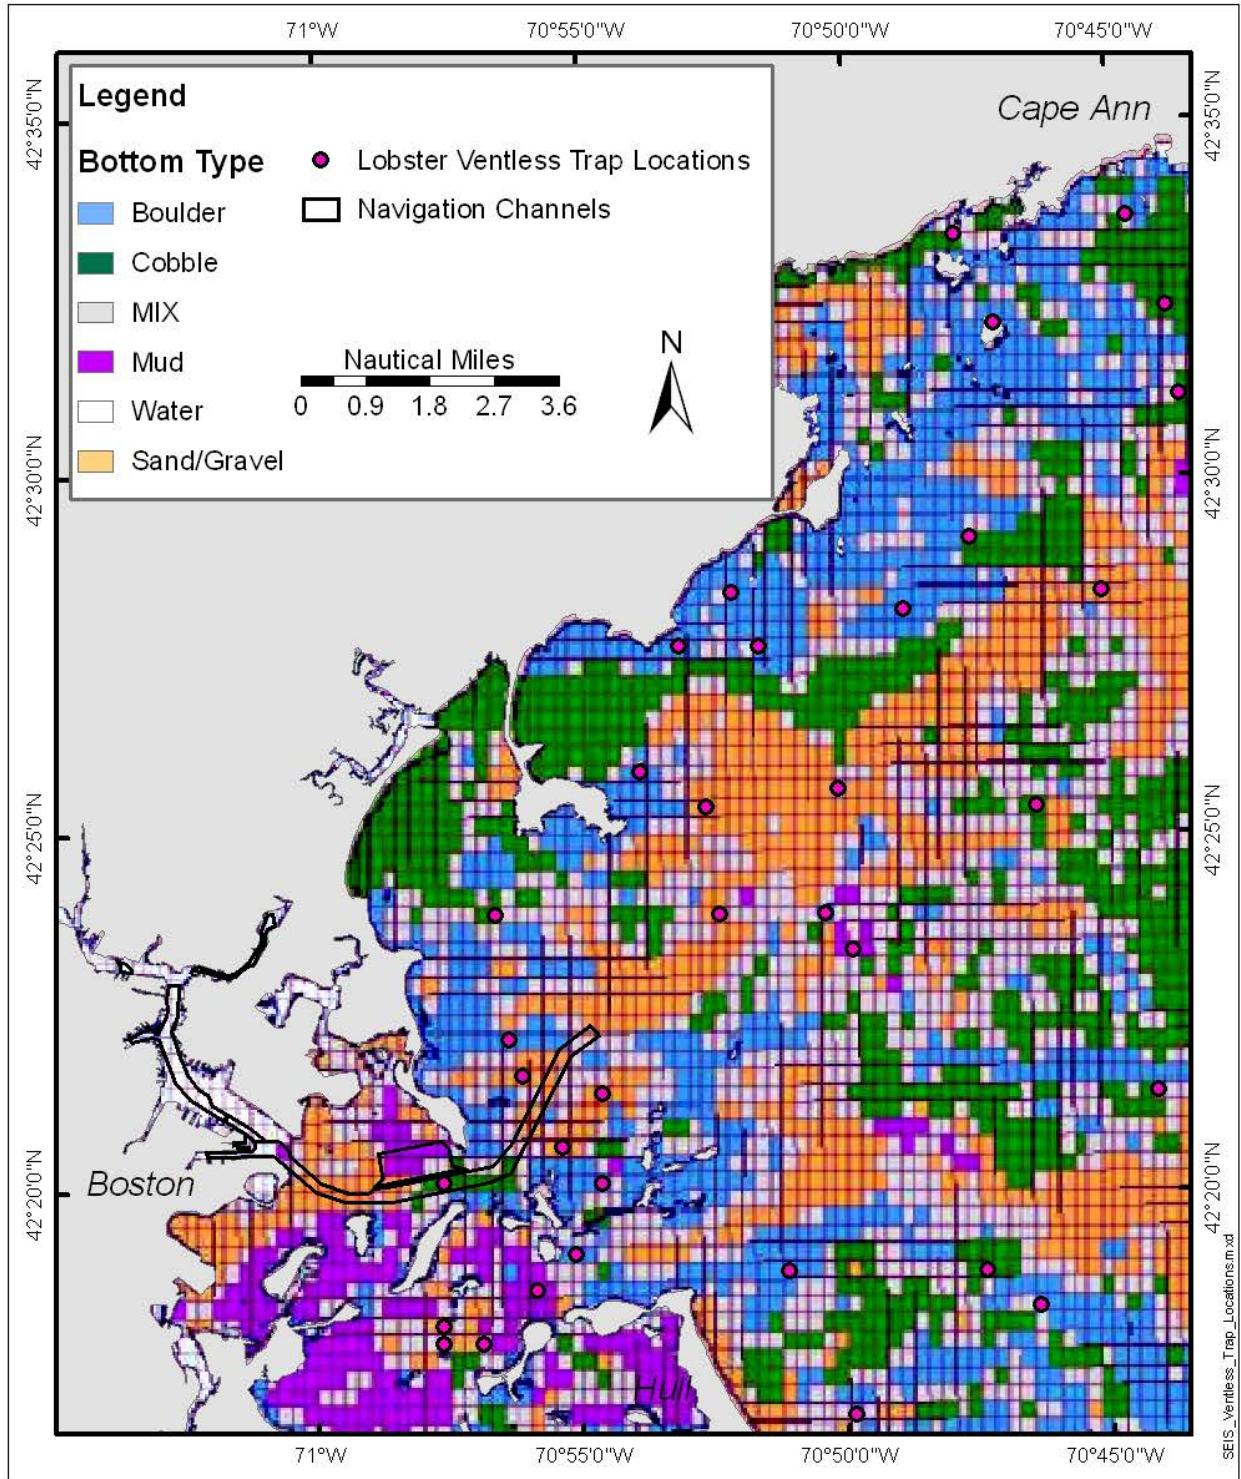 71°W 70°55'0"W 70°50'0"W 70°45'0"W
Cape Ann
42°35'0"N
42°35'0"N
Legend
Bottom Type
Lobster Ventless Trap Locations
Boulder
Navigation Channels
Cobble
MIX
Mud
Water
Sand/Gravel
Nautical Miles
0 0.9 1.8 2.7 3.6
N
42°30'0"N
42°30'0"N
42°25'0"N
42°25'0"N
Boston
42°20'0"N
42°20'0"N
Hull
SEIS_Ventless_Trap_Locations.mxd
71°W 70°55'0"W 70°50'0"W 70°45'0"W